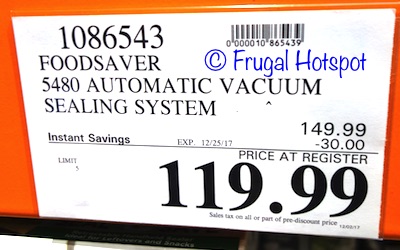 1086543
0000010865439
© Frugal Hotspot
FOODSAVER
5480 AUTOMATIC VACUUM
SEALING SYSTEM
149.99
Instant Savings EXP. 12/25/17 -30.00
PRICE AT REGISTER
LIMIT
5
119.99
Sales tax on all or part of pre-discount price 12/02/17